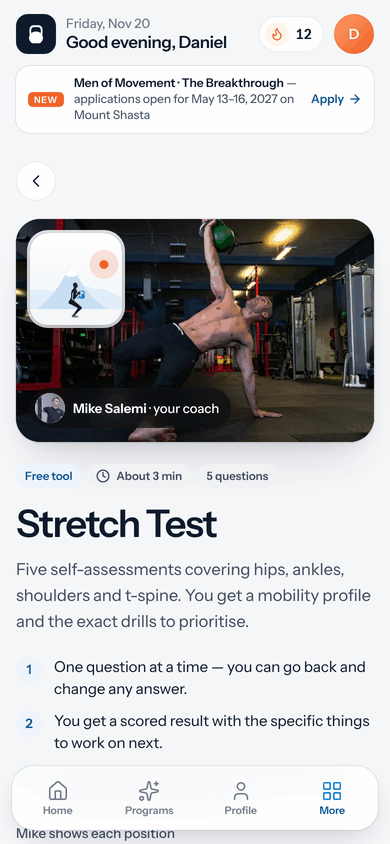 Friday, Nov 20
Good evening, Daniel
12
D
NEW
Men of Movement · The Breakthrough —
applications open for May 13–16, 2027 on
Mount Shasta
Apply →
Mike Salemi · your coach
Free tool
About 3 min
5 questions
Stretch Test
Five self-assessments covering hips, ankles,
shoulders and t-spine. You get a mobility profile
and the exact drills to prioritise.
1 One question at a time — you can go back and
change any answer.
2 You get a scored result with the specific things
to work on next.
Home
Programs
Profile
More
Mike shows each position